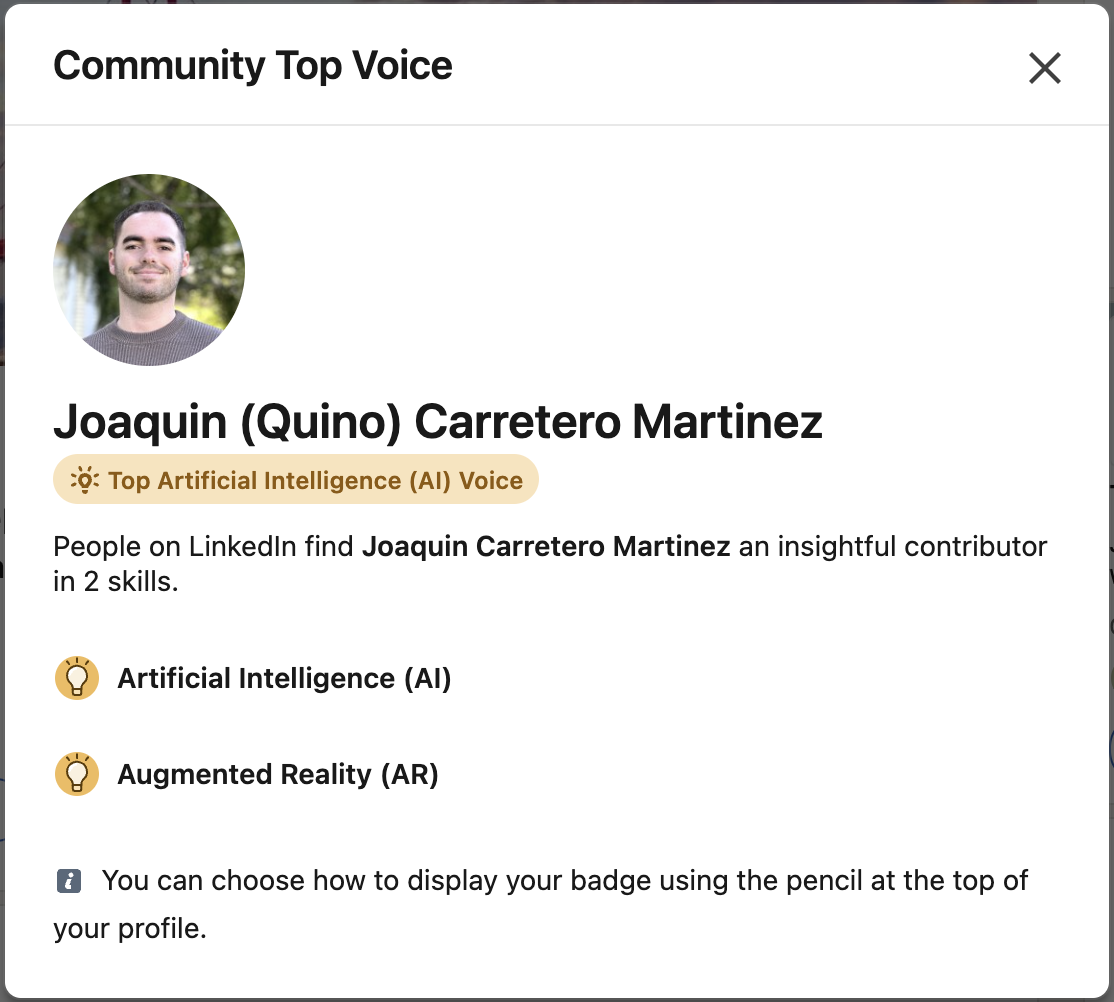 Community Top Voice
Joaquin (Quino) Carretero Martinez
Top Artificial Intelligence (AI) Voice
People on LinkedIn find Joaquin Carretero Martinez an insightful contributor
in 2 skills.
Artificial Intelligence (AI)
Augmented Reality (AR)
You can choose how to display your badge using the pencil at the top of
your profile.